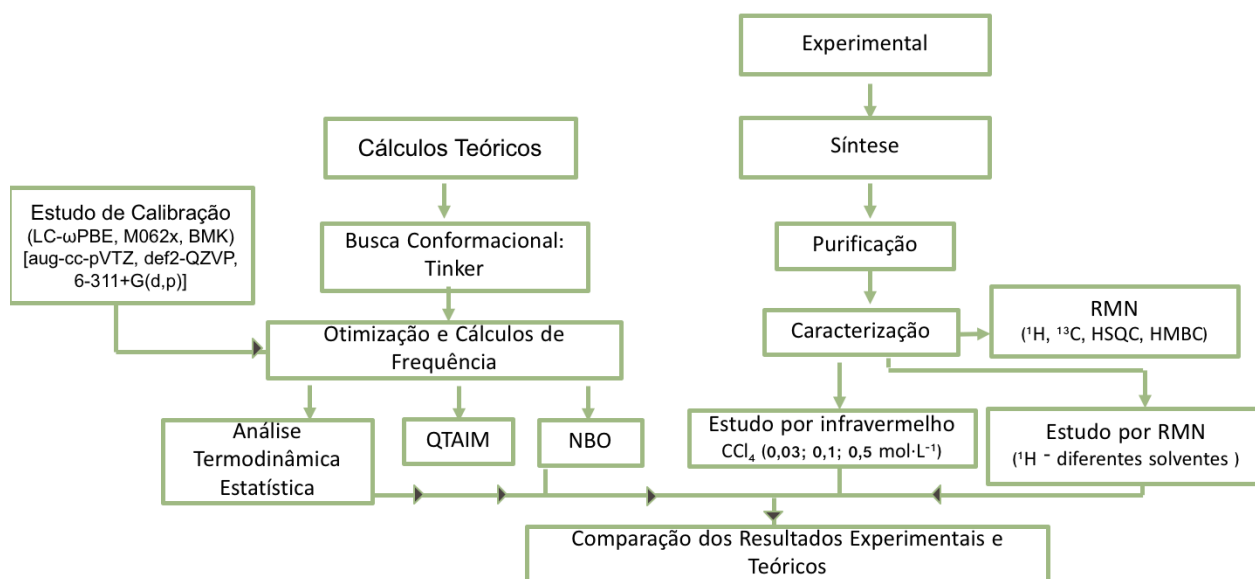 Experimental
Síntese
Purificação
Caracterização
RMN
(¹H, ¹³C, HSQC, HMBC)
Estudo por infravermelho
CCl₄ (0,03; 0,1; 0,5 mol·L⁻¹)
Estudo por RMN
(¹H ⁻ diferentes solventes )
Cálculos Teóricos
Busca Conformacional:
Tinker
Estudo de Calibração
(LC-ωPBE, M062x, BMK)
[aug-cc-pVTZ, def2-QZVP,
6-311+G(d,p)]
Otimização e Cálculos de
Frequência
Análise
Termodinâmica
Estatística
QTAIM
NBO
Comparação dos Resultados Experimentais e
Teóricos